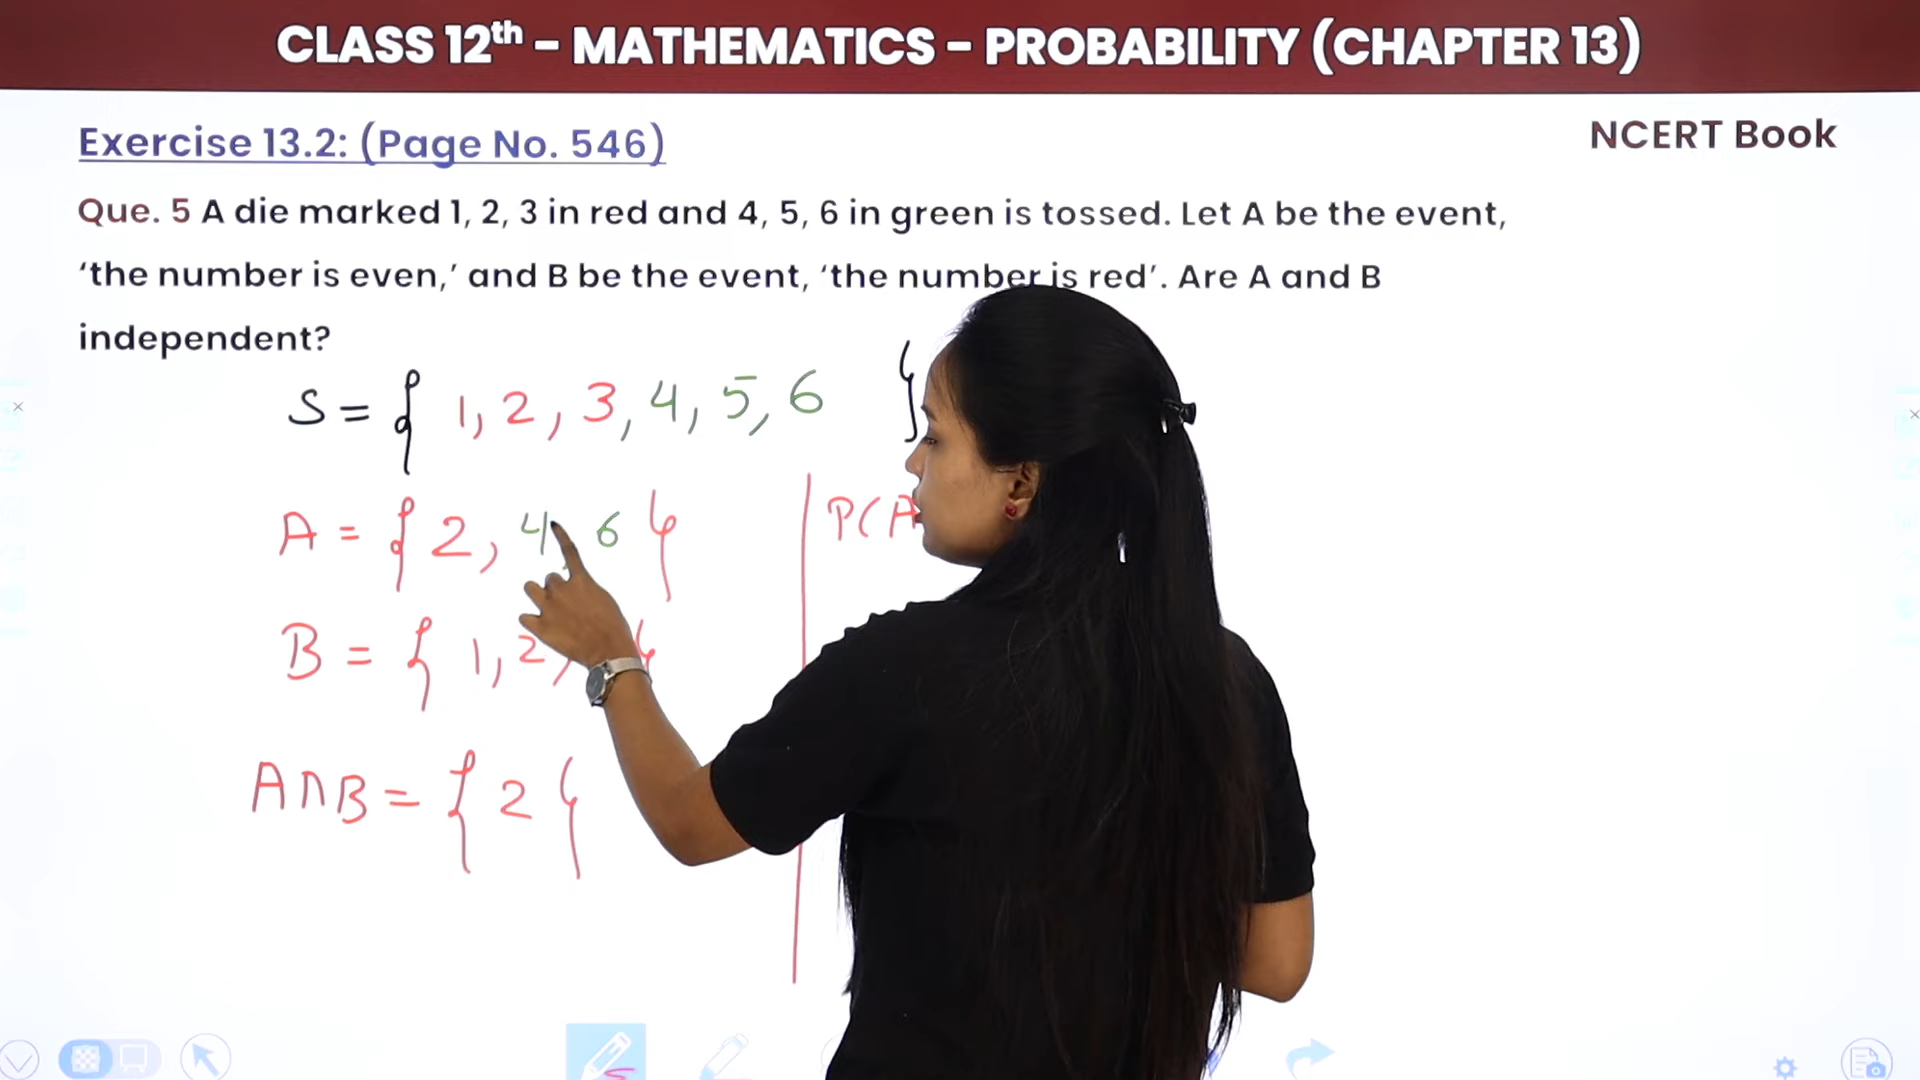 CLASS 12th – MATHEMATICS – PROBABILITY (CHAPTER 13)
Exercise 13.2: (Page No. 546)
NCERT Book
Que. 5 A die marked 1, 2, 3 in red and 4, 5, 6 in green is tossed. Let A be the event,
‘the number is even,’ and B be the event, ‘the number is red’. Are A and B
independent?
S = { 1, 2, 3, 4, 5, 6 }
A = { 2, 4 6 }
P(A
B = { 1, 2, }
A∩B = { 2 }